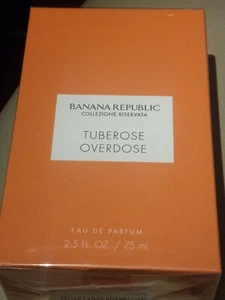 BANANA REPUBLIC
COLLEZIONE RISERVATA
TUBEROSE
OVERDOSE
EAU DE PARFUM
2.5 FL. OZ. / 75 mL